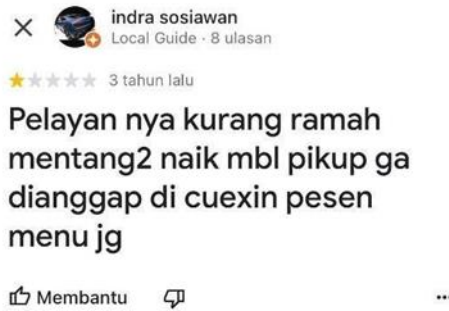 indra sosiawan
Local Guide · 8 ulasan
3 tahun lalu
Pelayan nya kurang ramah
mentang2 naik mbl pikup ga
dianggap di cuexin pesen
menu jg
Membantu